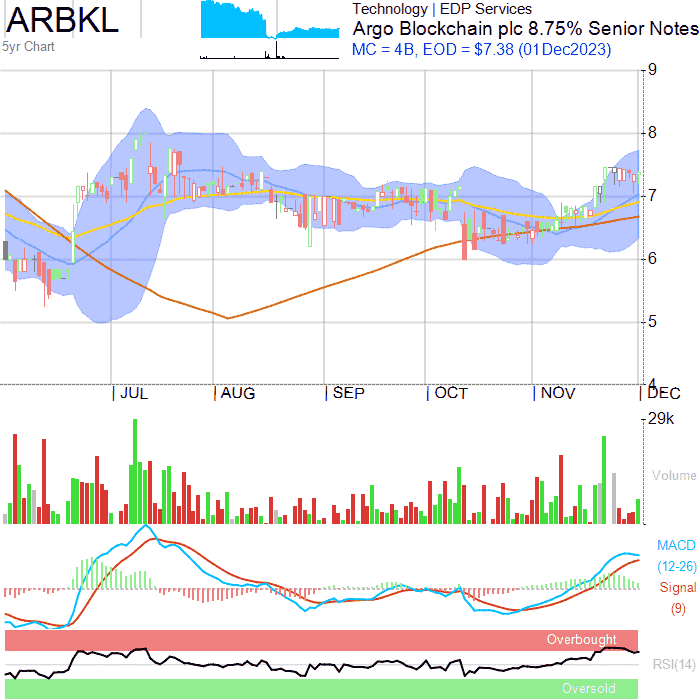 ARBKL
5yr Chart
Technology | EDP Services
Argo Blockchain plc 8.75% Senior Notes
MC = 4B, EOD = $7.38 (01Dec2023)
9
8
7
6
5
4
JUL AUG SEP OCT NOV DEC
29k
Volume
MACD
(12-26)
Signal
(9)
Overbought
RSI(14)
Oversold